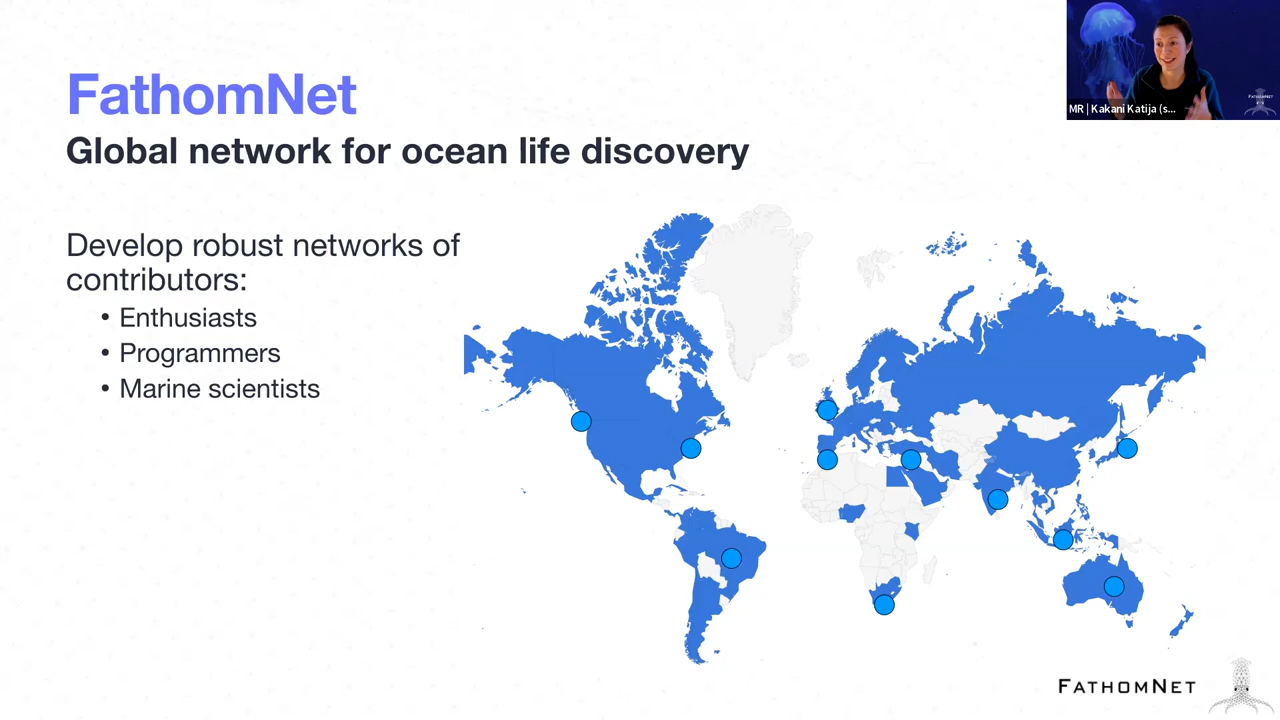 FathomNet
Global network for ocean life discovery
Develop robust networks of
contributors:
• Enthusiasts
• Programmers
• Marine scientists
MR | Kakani Katija (s...
FATHOMNET
FATHOMNET